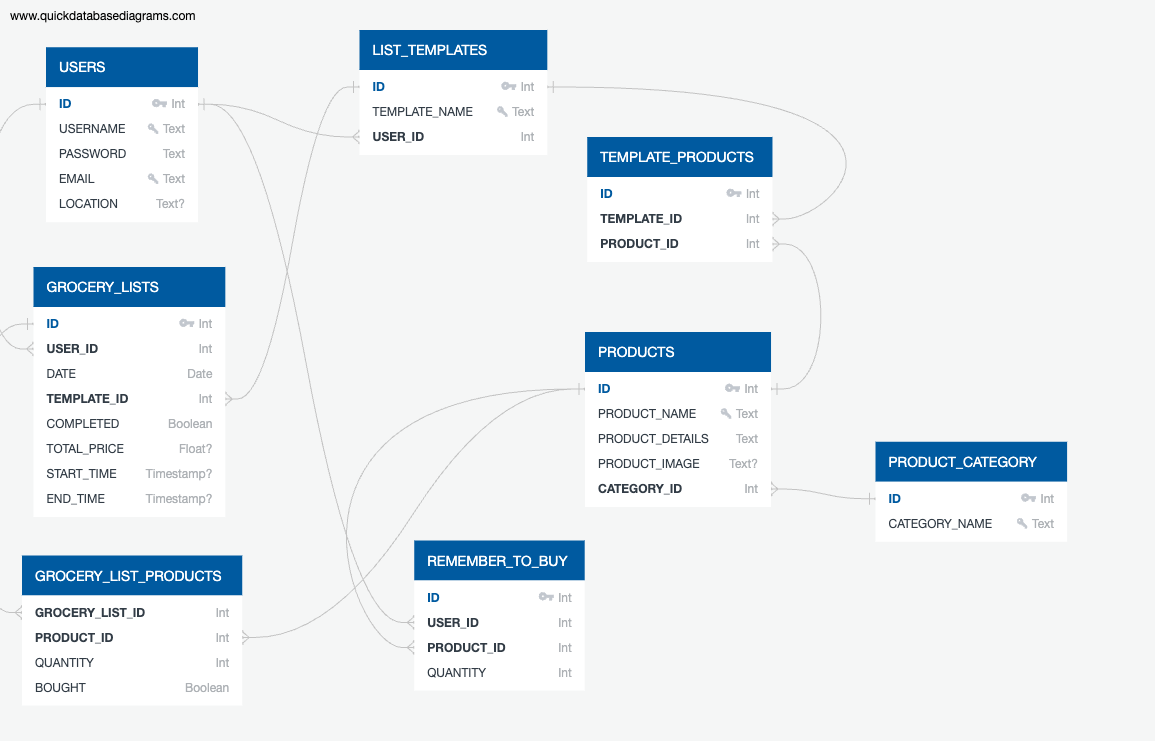 www.quickdatabasediagrams.com
USERS
ID Int
USERNAME Text
PASSWORD Text
EMAIL Text
LOCATION Text?
LIST_TEMPLATES
ID Int
TEMPLATE_NAME Text
USER_ID Int
TEMPLATE_PRODUCTS
ID Int
TEMPLATE_ID Int
PRODUCT_ID Int
GROCERY_LISTS
ID Int
USER_ID Int
DATE Date
TEMPLATE_ID Int
COMPLETED Boolean
TOTAL_PRICE Float?
START_TIME Timestamp?
END_TIME Timestamp?
PRODUCTS
ID Int
PRODUCT_NAME Text
PRODUCT_DETAILS Text
PRODUCT_IMAGE Text?
CATEGORY_ID Int
PRODUCT_CATEGORY
ID Int
CATEGORY_NAME Text
GROCERY_LIST_PRODUCTS
GROCERY_LIST_ID Int
PRODUCT_ID Int
QUANTITY Int
BOUGHT Boolean
REMEMBER_TO_BUY
ID Int
USER_ID Int
PRODUCT_ID Int
QUANTITY Int